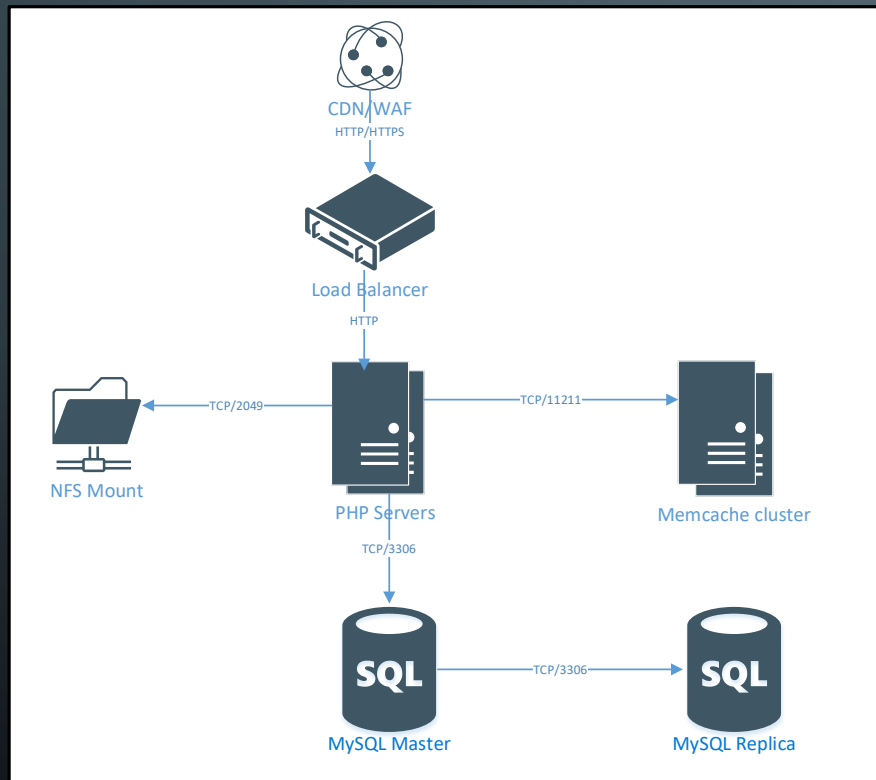 CDN/WAF
HTTP/HTTPS
Load Balancer
HTTP
TCP/2049
TCP/11211
NFS Mount
PHP Servers
Memcache cluster
TCP/3306
SQL
TCP/3306
SQL
MySQL Master
MySQL Replica